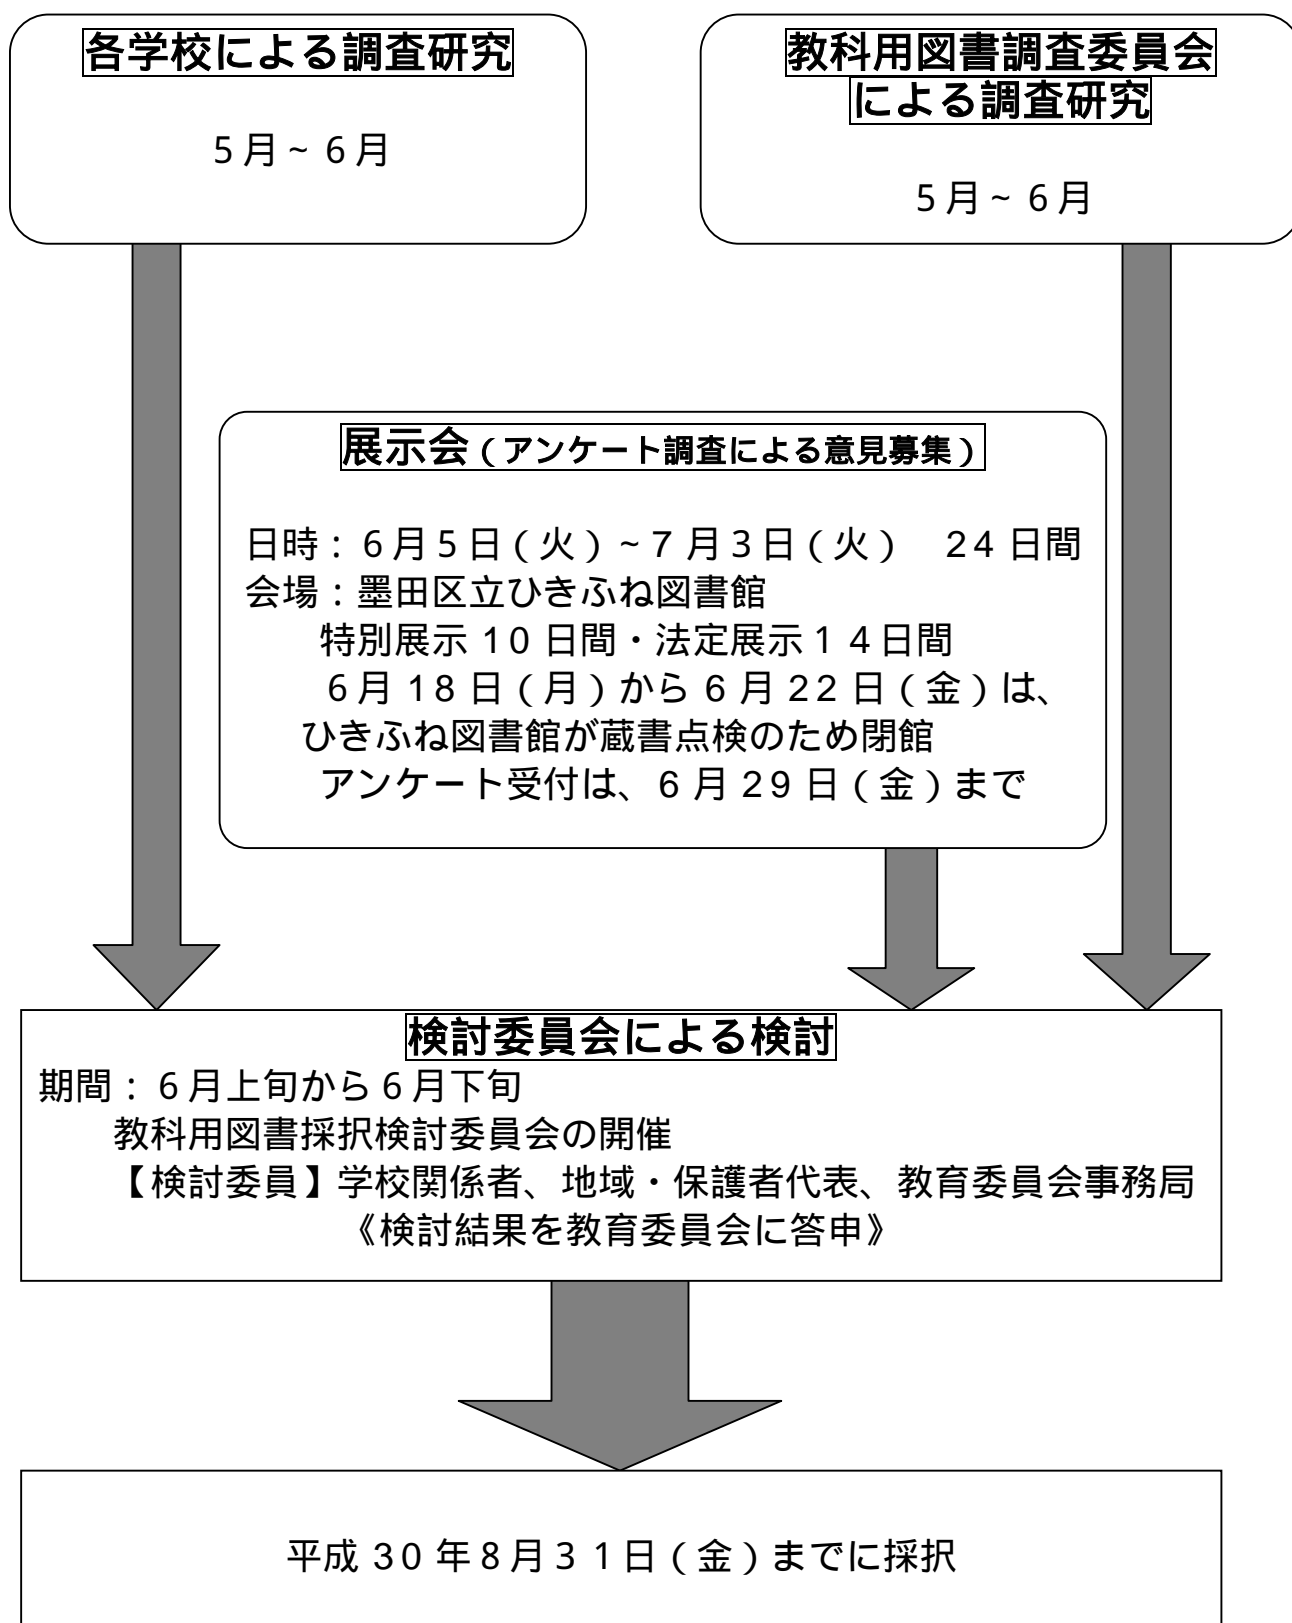 各学校による調査研究
5月~6月
教科用図書調査委員会
による調査研究
5月~6月
展示会(アンケート調査による意見募集)
日時:6月5日(火)~7月3日(火) 24日間
会場:墨田区立ひきふね図書館
特別展示10日間・法定展示14日間
6月18日(月)から6月22日(金)は、
ひきふね図書館が蔵書点検のため閉館
アンケート受付は、6月29日(金)まで
検討委員会による検討
期間:6月上旬から6月下旬
教科用図書採択検討委員会の開催
【検討委員】学校関係者、地域・保護者代表、教育委員会事務局
《検討結果を教育委員会に答申》
平成30年8月31日(金)までに採択